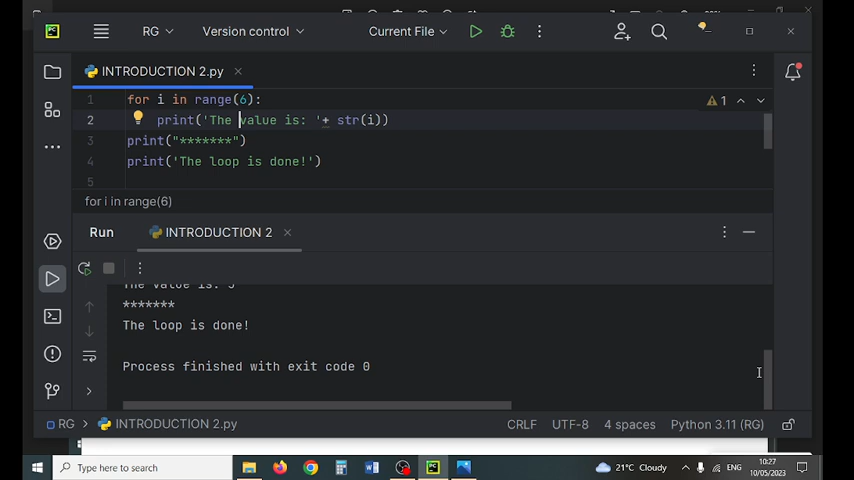 RG
Version control
Current File
INTRODUCTION 2.py
1 for i in range(6):
1
2 print('The value is: '+ str(i))
3 print("*******")
4 print('The loop is done!')
5
for i in range(6)
Run
INTRODUCTION 2
The value is: 5
*******
The loop is done!
Process finished with exit code 0
RG > INTRODUCTION 2.py
CRLF
UTF-8
4 spaces
Python 3.11 (RG)
Type here to search
21°C Cloudy
ENG
10:27
10/05/2023